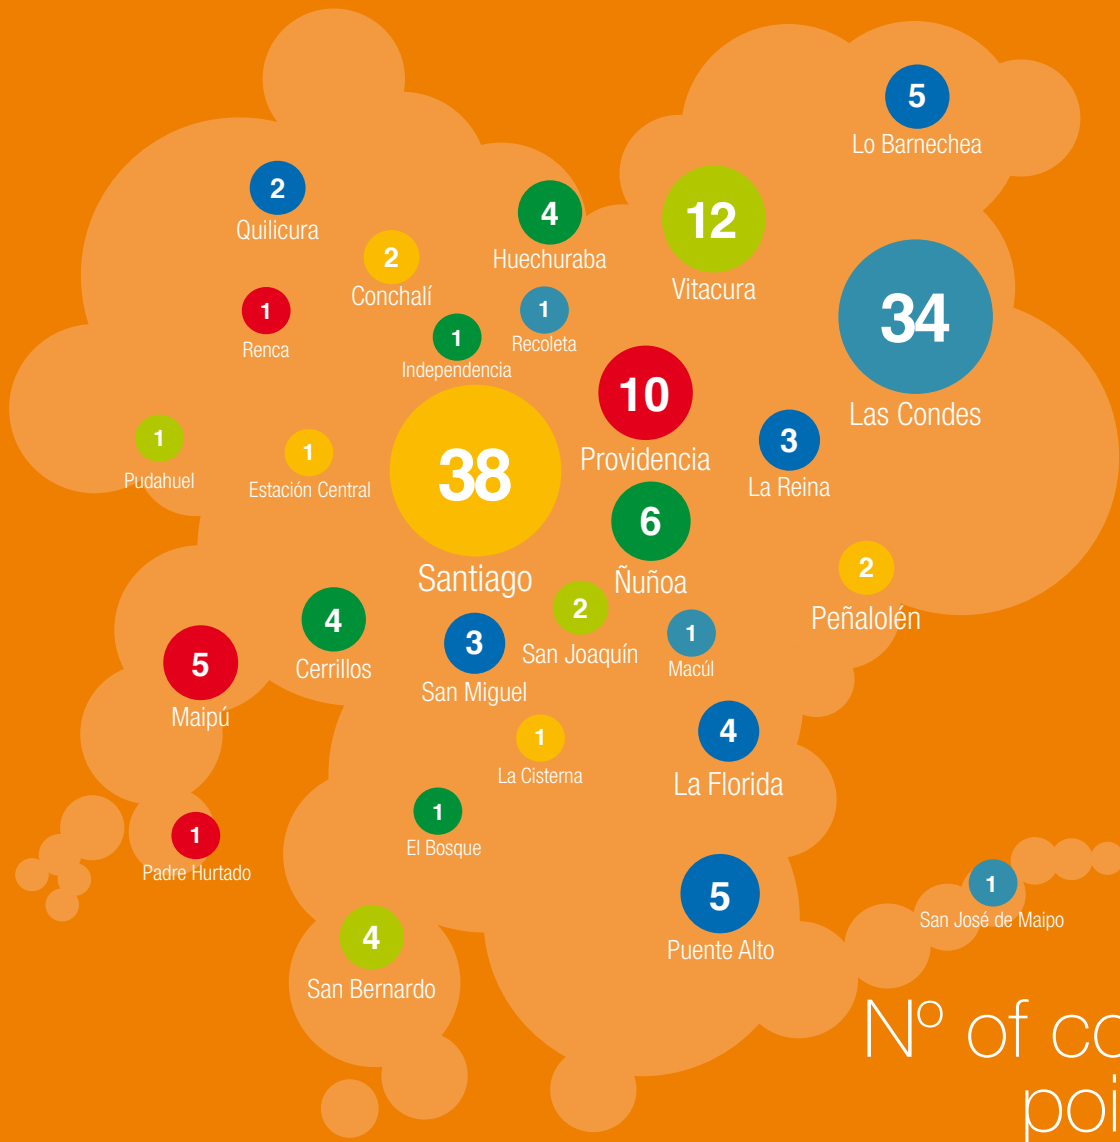 5
Lo Barnechea
2
Quilicura
4
Huechuraba
12
Vitacura
2
Conchalí
34
Las Condes
1
Renca
1
Recoleta
1
Independencia
10
Providencia
3
La Reina
1
Pudahuel
1
Estación Central
38
Santiago
6
Ñuñoa
2
Peñalolén
4
Cerrillos
3
San Miguel
2
San Joaquín
1
Macúl
5
Maipú
1
La Cisterna
4
La Florida
1
El Bosque
1
Padre Hurtado
5
Puente Alto
1
San José de Maipo
4
San Bernardo
Nº of co
poi